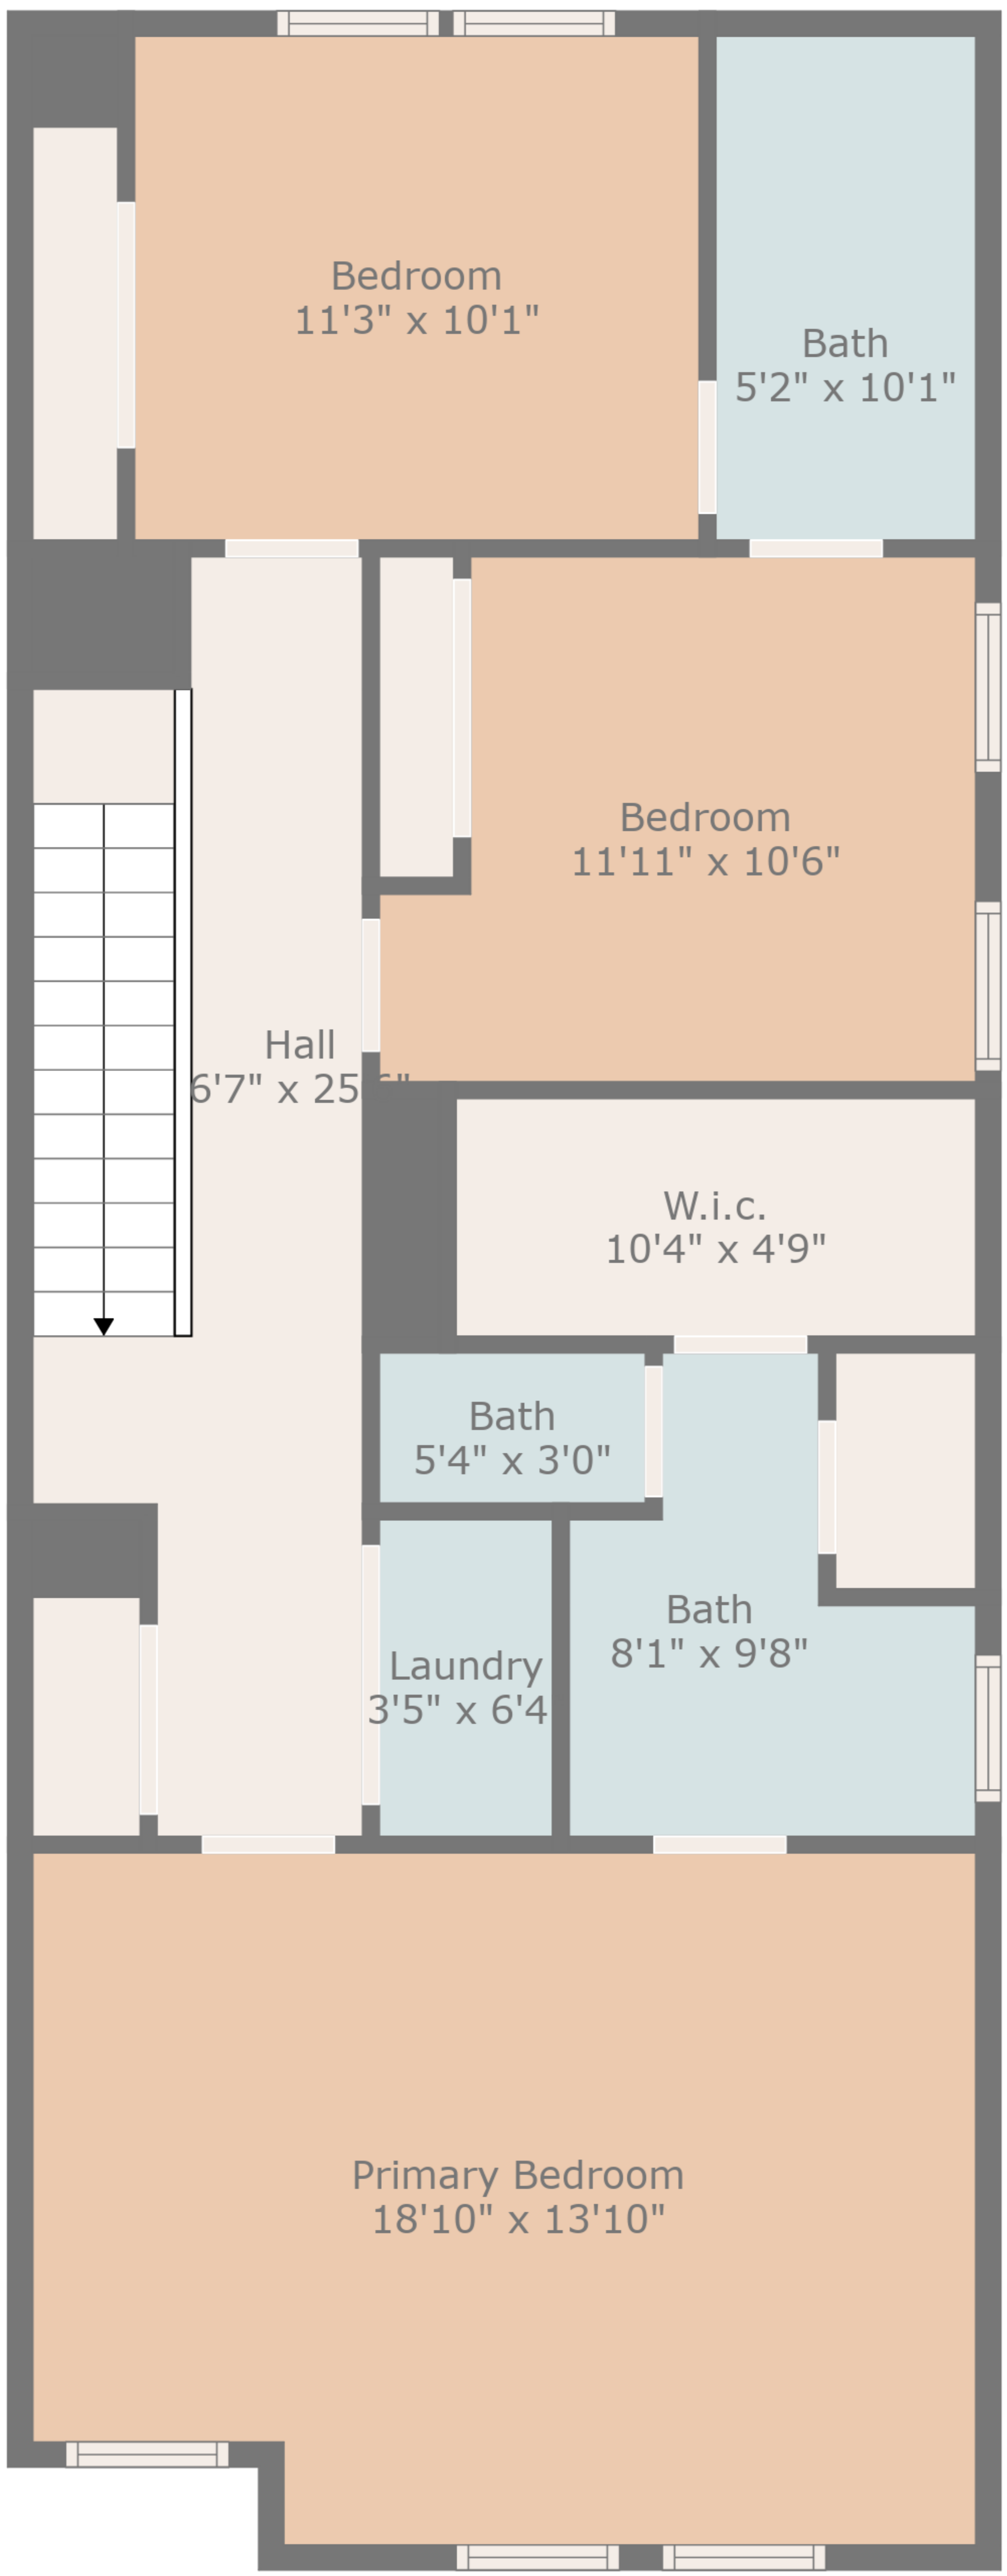 Bedroom
11'3" x 10'1"
Bath
5'2" x 10'1"
Bedroom
11'11" x 10'6"
Hall
6'7" x 25'6"
W.i.c.
10'4" x 4'9"
Bath
5'4" x 3'0"
Bath
8'1" x 9'8"
Laundry
3'5" x 6'4
Primary Bedroom
18'10" x 13'10"